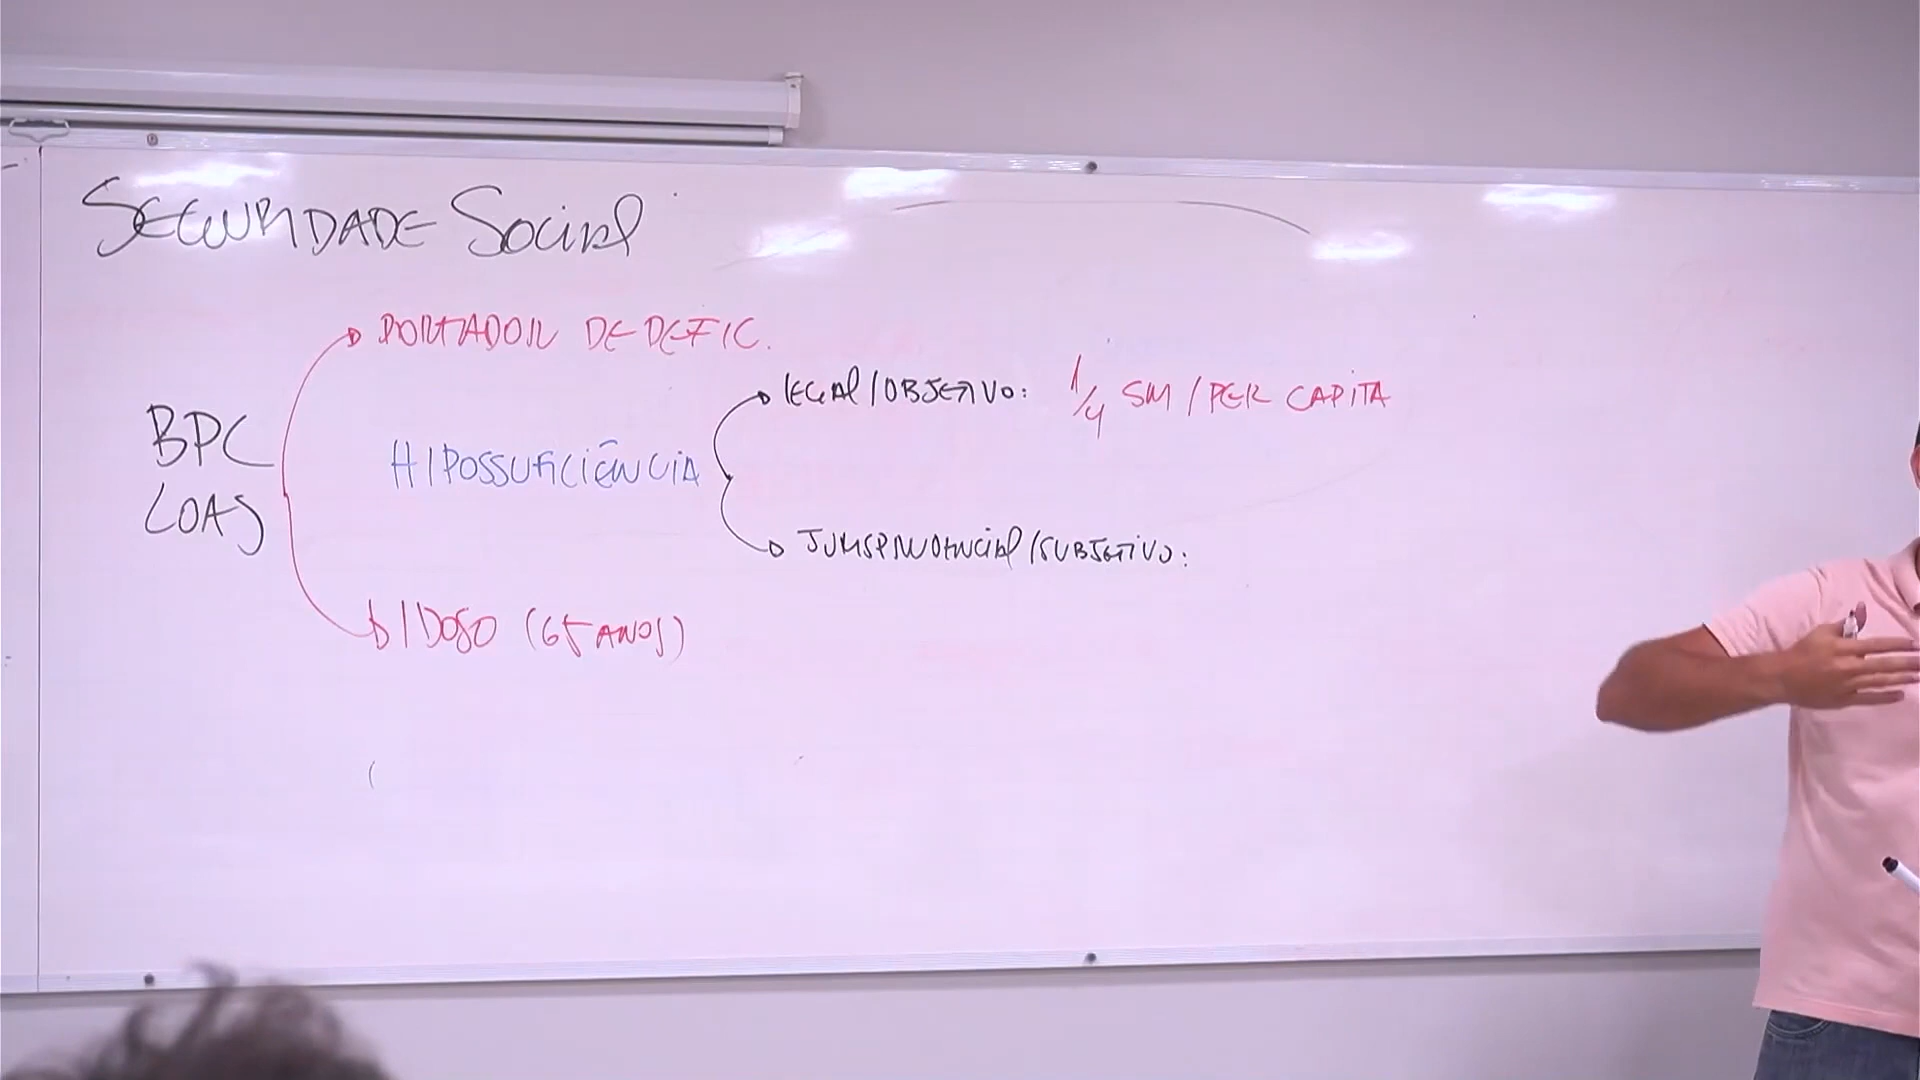 SEGURIDADE Social
PORTADOR DE DEFIC.
BPC
LOAS
HIPOSSUFICIÊNCIA
LEGAL/OBJETIVO: 1/4 SM/PER CAPITA
JURISPRUDENCIAL/SUBJETIVO:
IDOSO (65 ANOS)